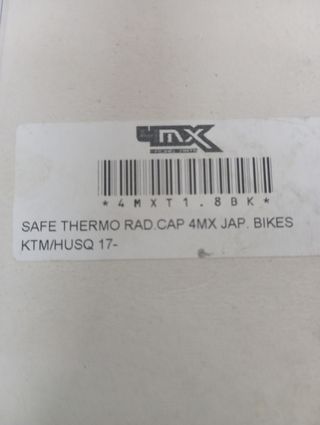 4MX
*4MXT1.8BK*
SAFE THERMO RAD.CAP 4MX JAP. BIKES
KTM/HUSQ 17-